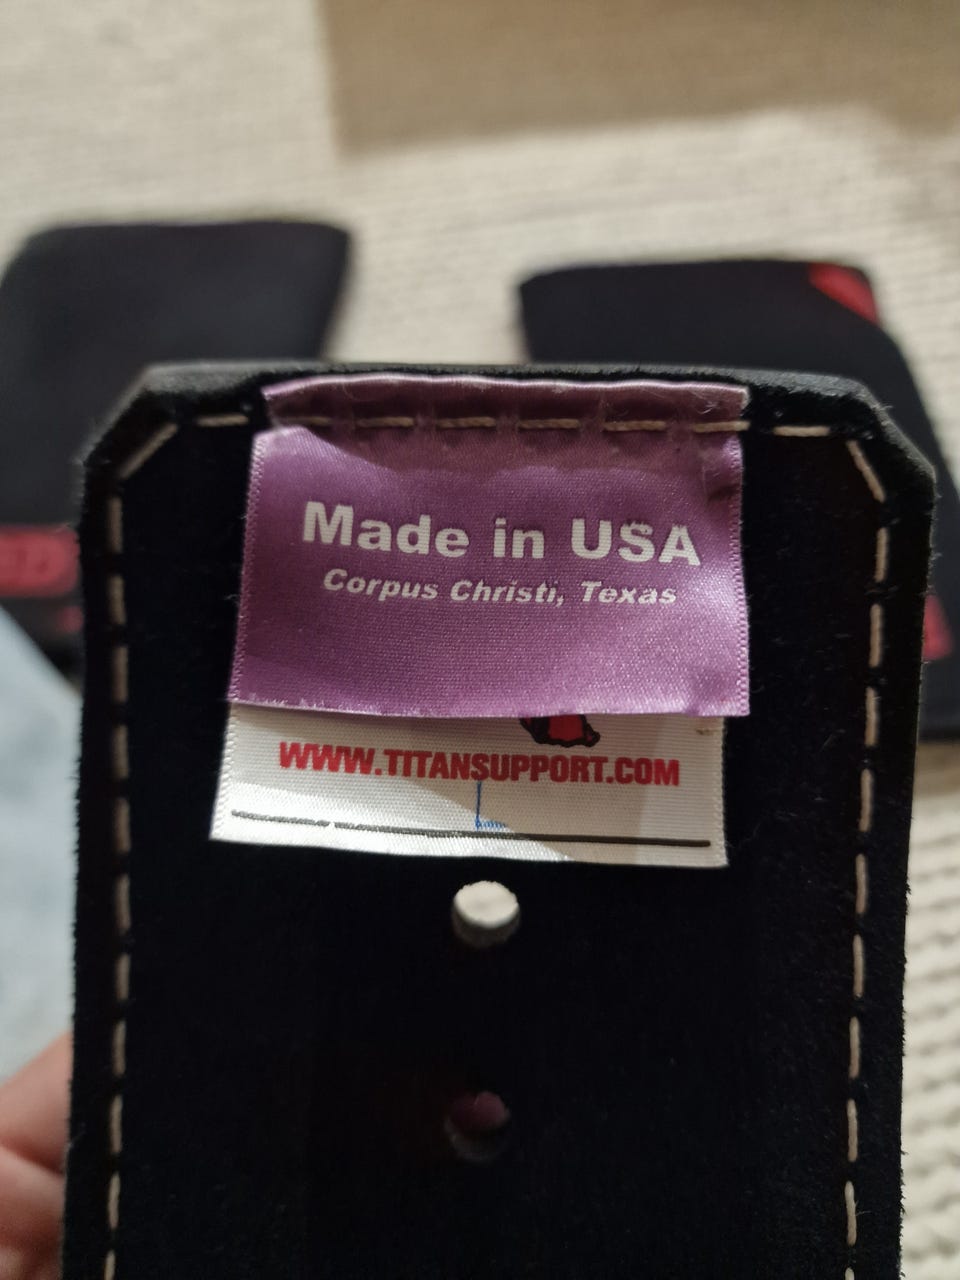 Made in USA
Corpus Christi, Texas
WWW.TITANSUPPORT.COM
L